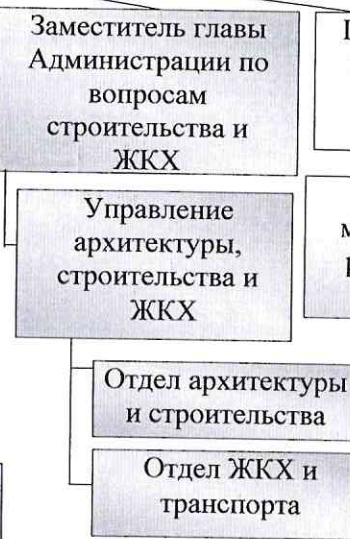 Заместитель главы
Администрации по
вопросам
строительства и
ЖКХ
Управление
архитектуры,
строительства и
ЖКХ
Отдел архитектуры
и строительства
Отдел ЖКХ и
транспорта